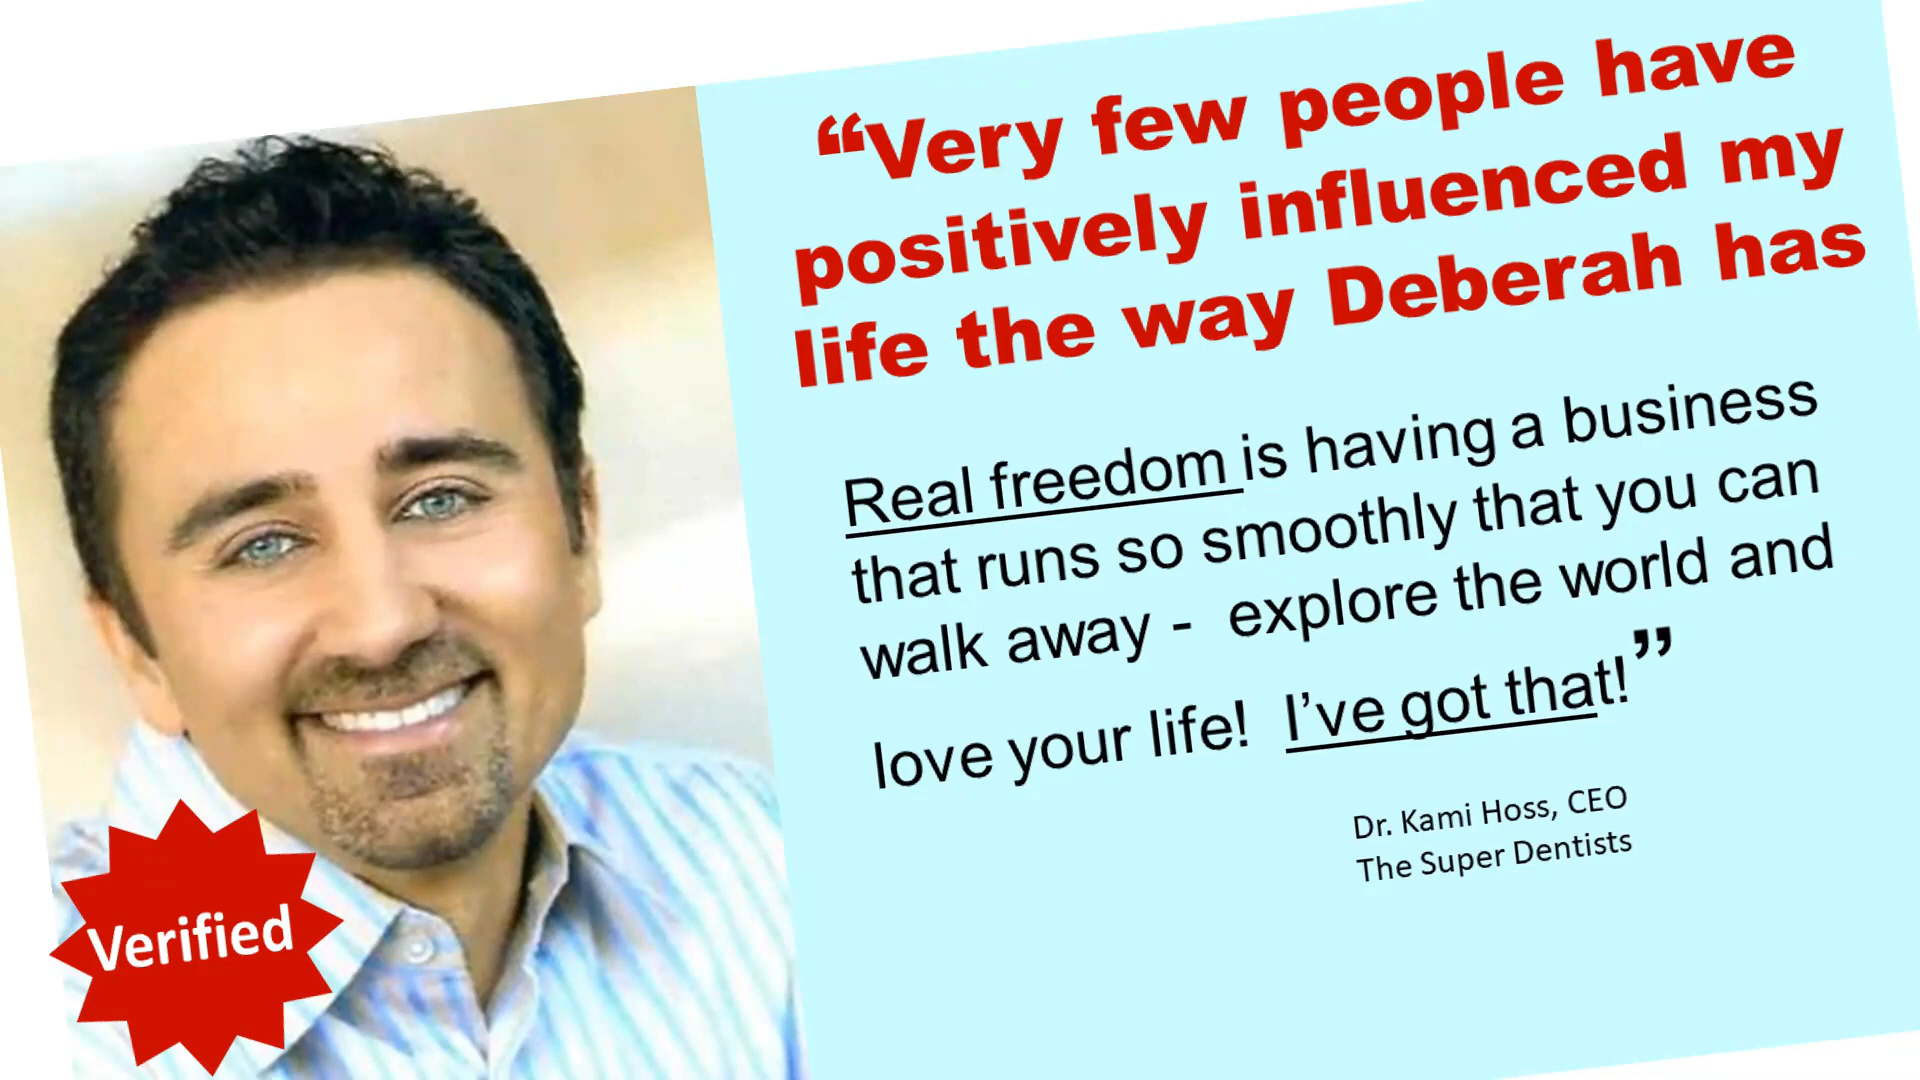 “Very few people have
positively influenced my
life the way Deberah has
Real freedom is having a business
that runs so smoothly that you can
walk away - explore the world and
love your life! I’ve got that!”
Dr. Kami Hoss, CEO
The Super Dentists
Verified